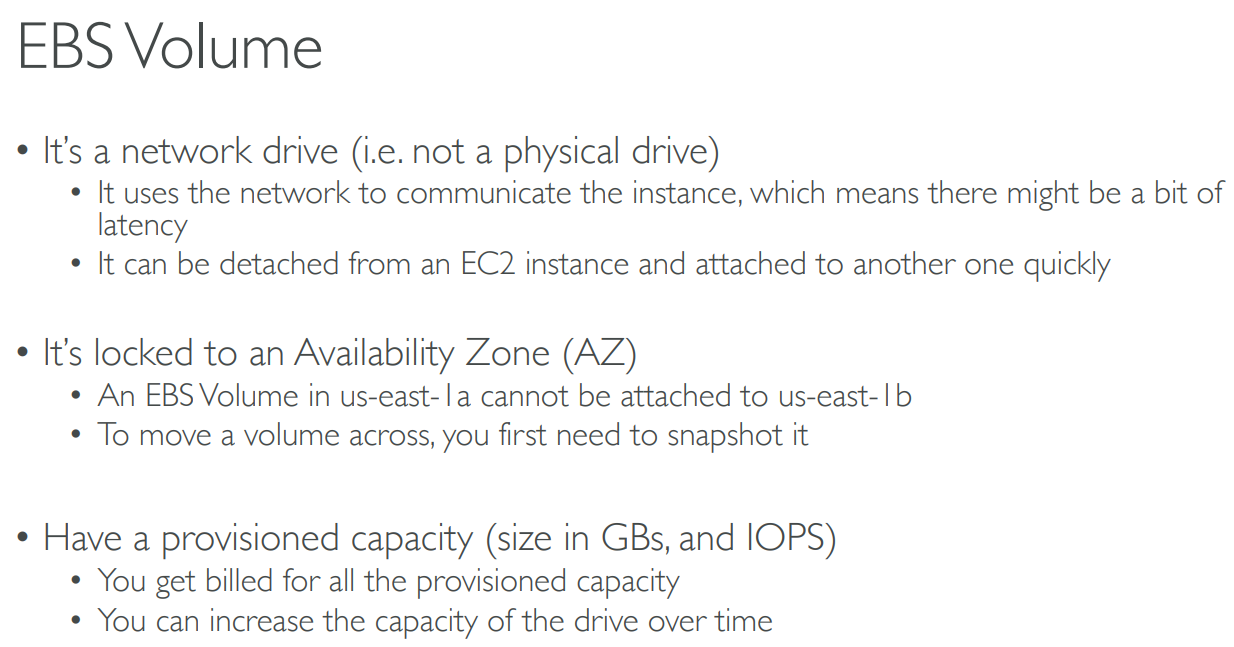 EBS Volume
• It's a network drive (i.e. not a physical drive)
• It uses the network to communicate the instance, which means there might be a bit of
latency
• It can be detached from an EC2 instance and attached to another one quickly
• It's locked to an Availability Zone (AZ)
• An EBS Volume in us-east-1a cannot be attached to us-east-1b
• To move a volume across, you first need to snapshot it
• Have a provisioned capacity (size in GBs, and IOPS)
• You get billed for all the provisioned capacity
• You can increase the capacity of the drive over time